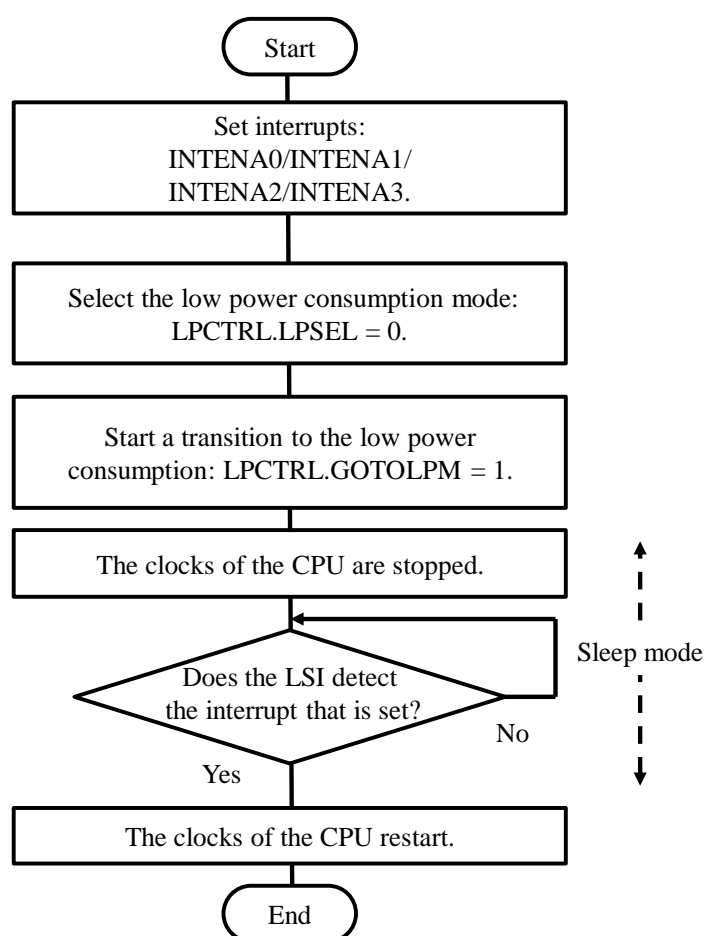 Start
Set interrupts:
INTENA0/INTENA1/
INTENA2/INTENA3.
Select the low power consumption mode:
LPCTRL.LPSEL = 0.
Start a transition to the low power
consumption: LPCTRL.GOTOLPM = 1.
The clocks of the CPU are stopped.
Sleep mode
Does the LSI detect
the interrupt that is set?
No
Yes
The clocks of the CPU restart.
End